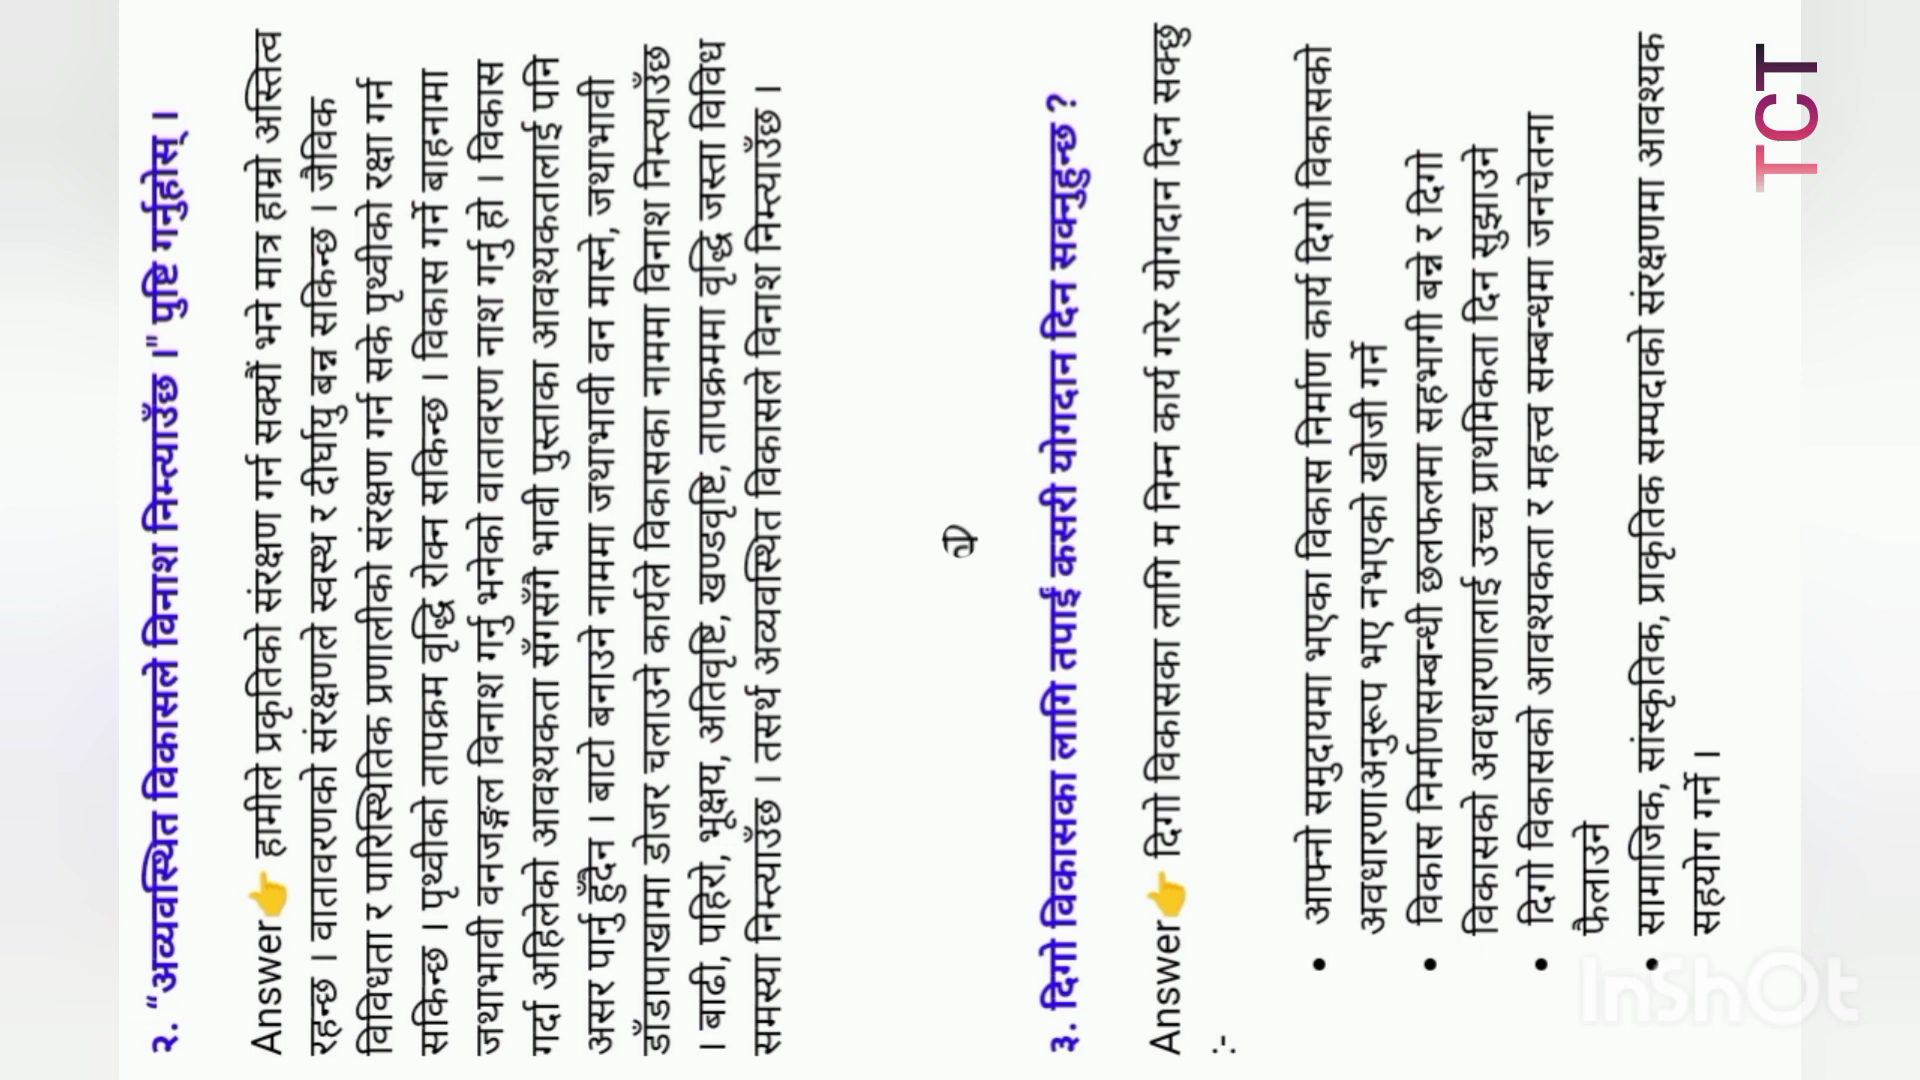 २. "अव्यवस्थित विकासले विनाश निम्त्याउँछ ।" पुष्टि गर्नुहोस् ।
Answer👉 हामीले प्रकृतिको संरक्षण गर्न सक्यौं भने मात्र हाम्रो अस्तित्व
रहन्छ । वातावरणको संरक्षणले स्वस्थ र दीर्घायु बन्न सकिन्छ । जैविक
विविधता र पारिस्थितिक प्रणालीको संरक्षण गर्न सके पृथ्वीको रक्षा गर्न
सकिन्छ । पृथ्वीको तापक्रम वृद्धि रोक्न सकिन्छ । विकास गर्ने बाहनामा
जथाभावी वनजङ्गल विनाश गर्नु भनेको वातावरण नाश गर्नु हो । विकास
गर्दा अहिलेको आवश्यकता सँगसँगै भावी पुस्ताका आवश्यकतालाई पनि
असर पार्नु हुँदैन । बाटो बनाउने नाममा जथाभावी वन मास्ने, जथाभावी
डाँडापाखामा डोजर चलाउने कार्यले विकासका नाममा विनाश निम्त्याउँछ
। बाढी, पहिरो, भूक्षय, अतिवृष्टि, खण्डवृष्टि, तापक्रममा वृद्धि जस्ता विविध
समस्या निम्त्याउँछ । तसर्थ अव्यवस्थित विकासले विनाश निम्त्याउँछ ।
३. दिगो विकासका लागि तपाईं कसरी योगदान दिन सक्नुहुन्छ ?
Answer👉 दिगो विकासका लागि म निम्न कार्य गरेर योगदान दिन सक्छु
:-
• आफ्नो समुदायमा भएका विकास निर्माण कार्य दिगो विकासको
अवधारणाअनुरूप भए नभएको खोजी गर्ने
• विकास निर्माणसम्बन्धी छलफलमा सहभागी बन्ने र दिगो
विकासको अवधारणालाई उच्च प्राथमिकता दिन सुझाउने
• दिगो विकासको आवश्यकता र महत्त्व सम्बन्धमा जनचेतना
फैलाउने
• सामाजिक, सांस्कृतिक, प्राकृतिक सम्पदाको संरक्षणमा आवश्यक
सहयोग गर्ने ।
TCT
InShOt